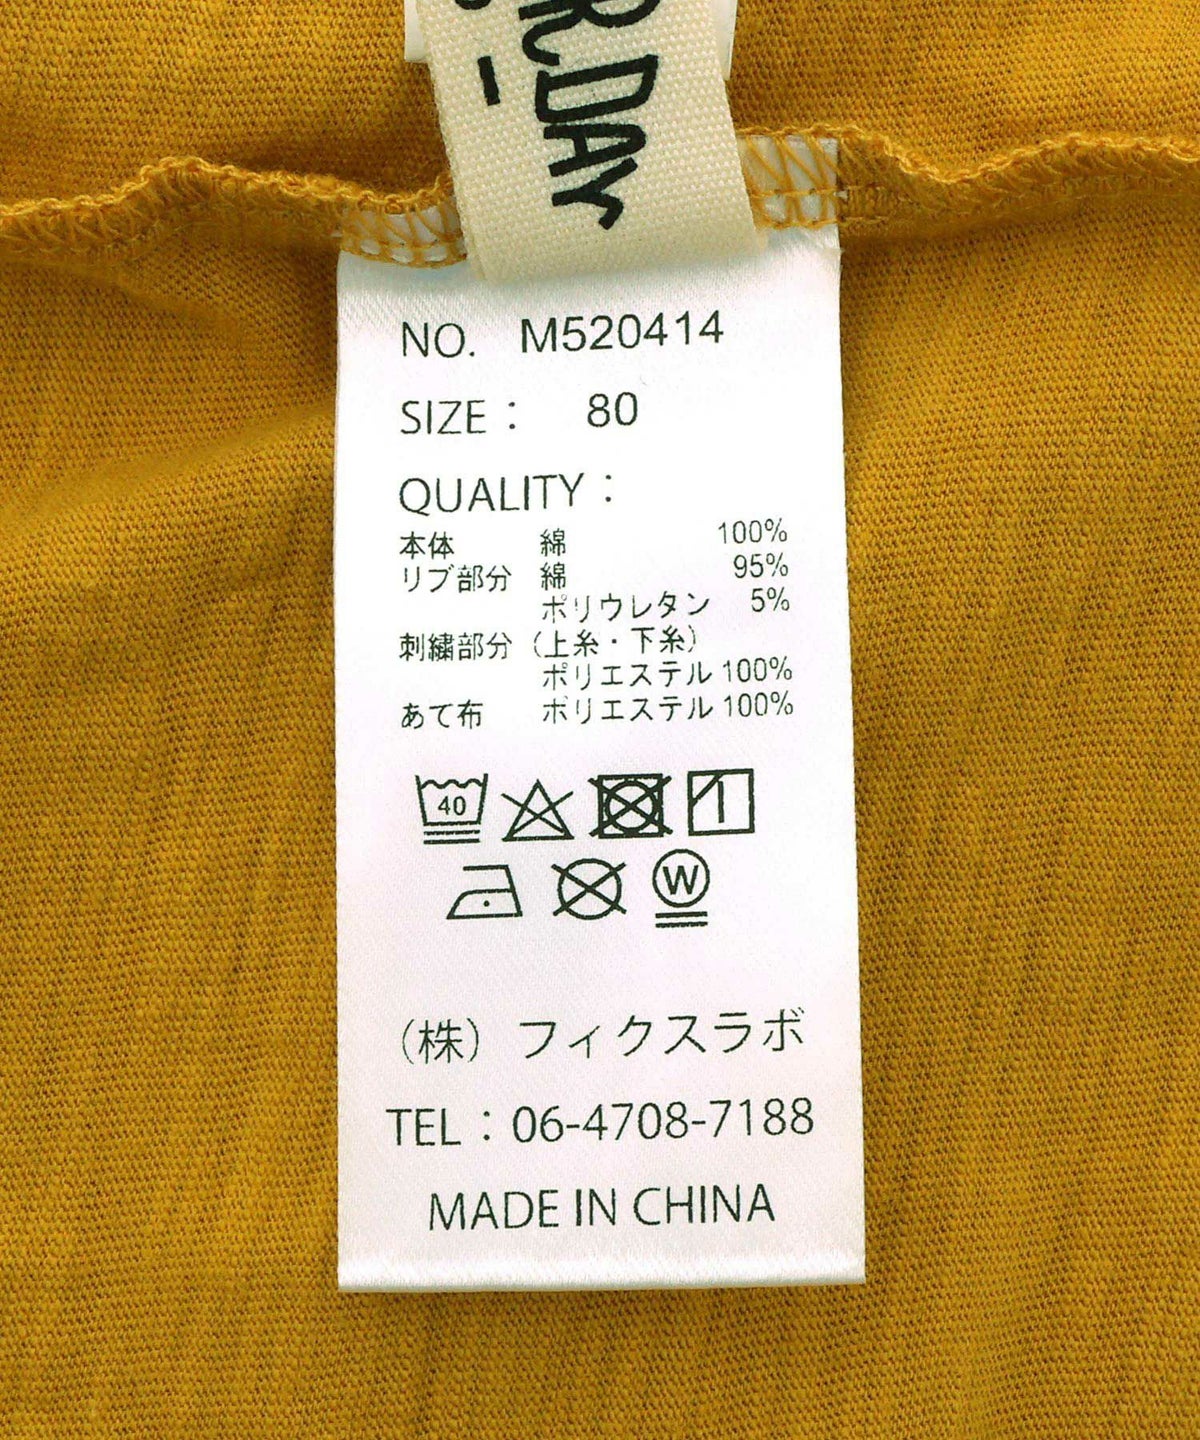 R.DAY
NO. M520414
SIZE： 80
QUALITY：
本体 綿 100%
リブ部分 綿 95%
ポリウレタン 5%
刺繍部分（上糸・下糸）
ポリエステル 100%
あて布 ポリエステル 100%
40
W
（株）フィクスラボ
TEL：06-4708-7188
MADE IN CHINA